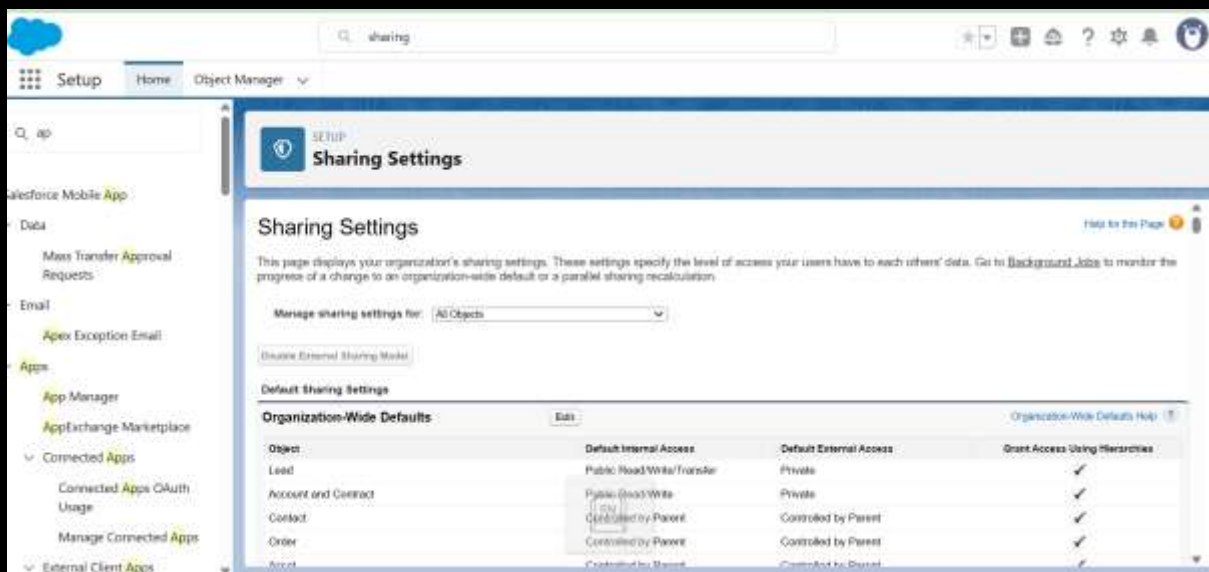 sharing
Setup Home Object Manager
ap
Salesforce Mobile App
Data
Mass Transfer Approval
Requests
Email
Apex Exception Email
Apps
App Manager
AppExchange Marketplace
Connected Apps
Connected Apps OAuth
Usage
Manage Connected Apps
External Client Apps
SETUP
Sharing Settings
Sharing Settings
Help for this Page
This page displays your organization's sharing settings. These settings specify the level of access your users have to each others' data. Go to Background Jobs to monitor the
progress of a change to an organization-wide default or a parallel sharing recalculation.
Manage sharing settings for: All Objects
Disable External Sharing Model
Default Sharing Settings
Organization-Wide Defaults Edit Organization-Wide Defaults Help ?
Object Default Internal Access Default External Access Grant Access Using Hierarchies
Lead Public Read/Write/Transfer Private ✓
Account and Contract Public Read/Write Private ✓
Contact Controlled by Parent Controlled by Parent ✓
Order Controlled by Parent Controlled by Parent ✓
Asset Controlled by Parent Controlled by Parent ✓